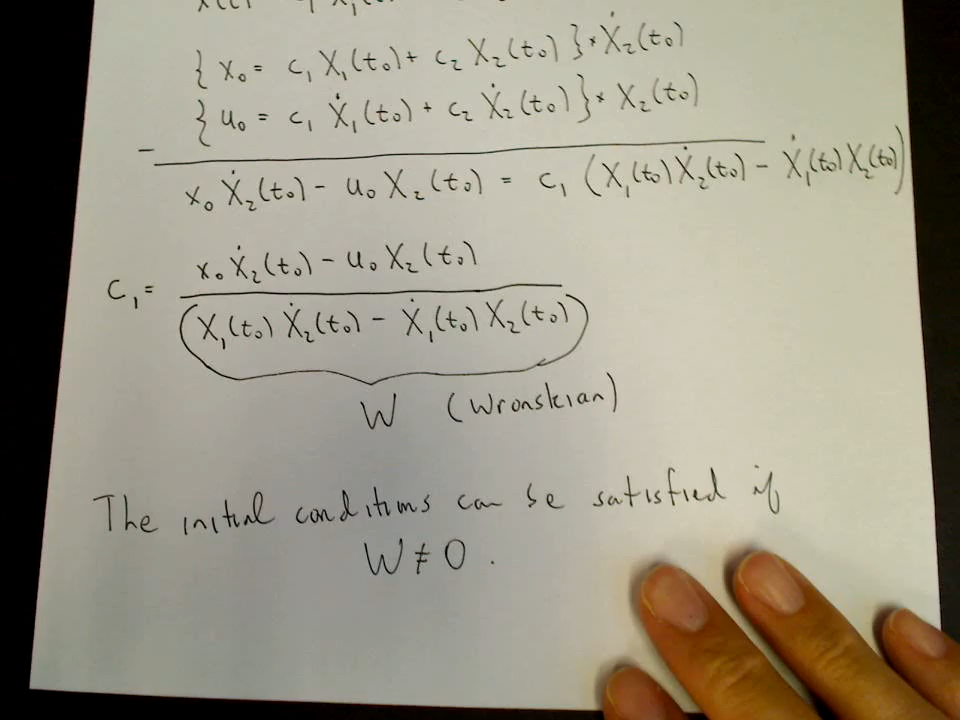 { x₀ = c₁ X₁(t₀) + c₂ X₂(t₀) } * Ẋ₂(t₀)
{ u₀ = c₁ Ẋ₁(t₀) + c₂ Ẋ₂(t₀) } * X₂(t₀)
−
x₀ Ẋ₂(t₀) − u₀ X₂(t₀) = c₁ ( X₁(t₀) Ẋ₂(t₀) − Ẋ₁(t₀) X₂(t₀) )
x₀ Ẋ₂(t₀) − u₀ X₂(t₀)
c₁ =
X₁(t₀) Ẋ₂(t₀) − Ẋ₁(t₀) X₂(t₀)
W (Wronskian)
The initial conditions can be satisfied if
W ≠ 0 .